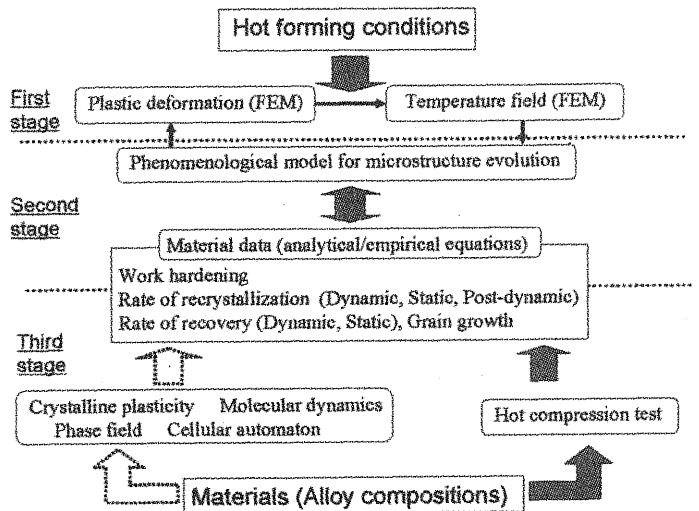 Hot forming conditions
First stage
Plastic deformation (FEM)
Temperature field (FEM)
Phenomenological model for microstructure evolution
Second stage
Material data (analytical/empirical equations)
Work hardening
Rate of recrystallization (Dynamic, Static, Post-dynamic)
Rate of recovery (Dynamic, Static), Grain growth
Third stage
Crystalline plasticity Molecular dynamics
Phase field Cellular automaton
Hot compression test
Materials (Alloy compositions)